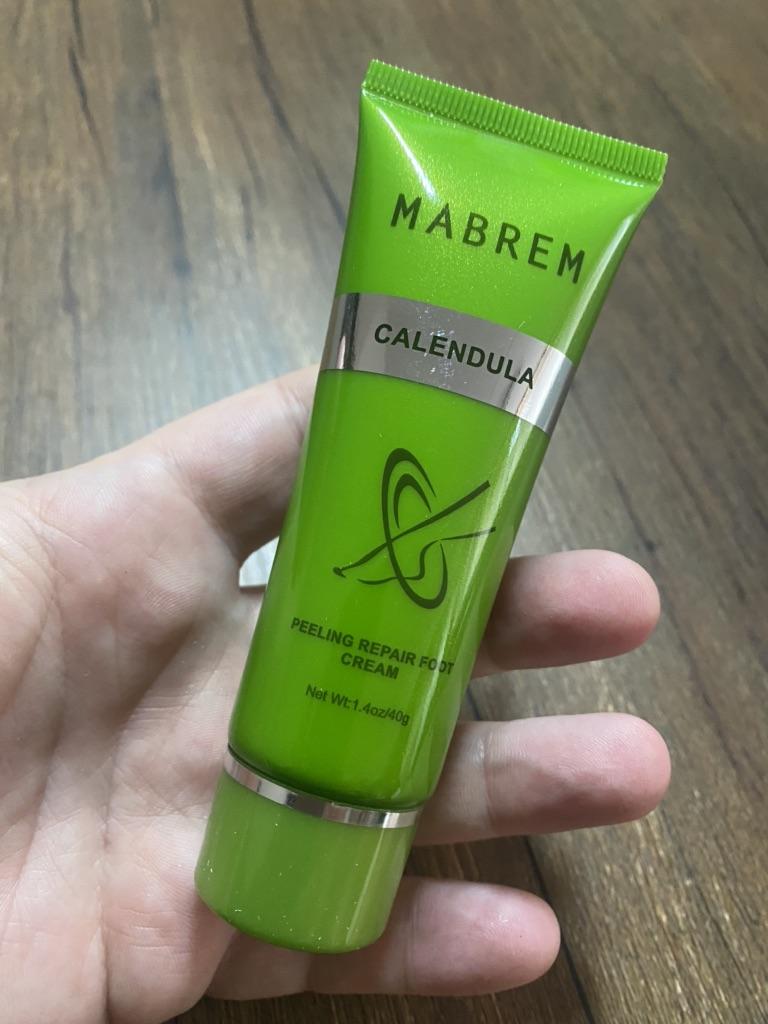 MABREM
CALENDULA
PEELING REPAIR FOOT
CREAM
Net Wt:1.4oz/40g